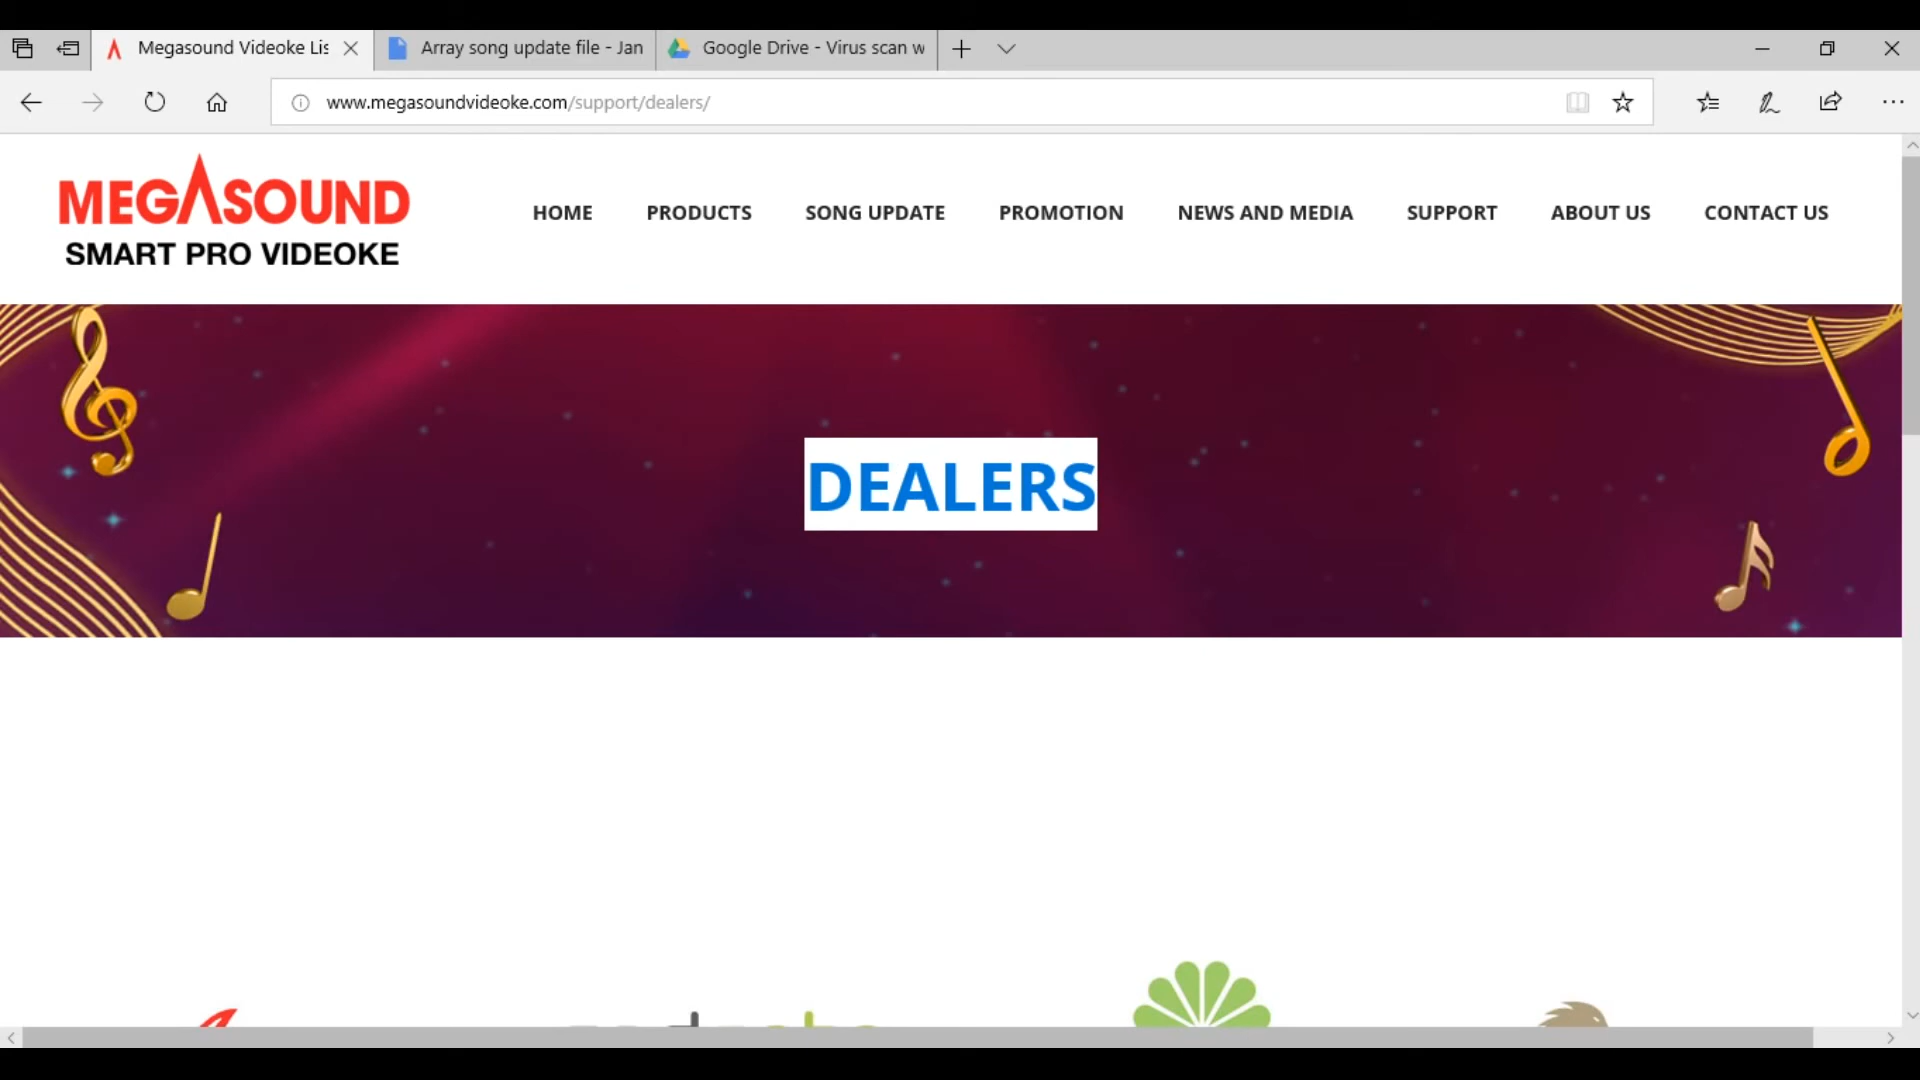 Megasound Videoke Lis
Array song update file - Jan
Google Drive - Virus scan w
www.megasoundvideoke.com/support/dealers/
MEGASOUND
SMART PRO VIDEOKE
HOME
PRODUCTS
SONG UPDATE
PROMOTION
NEWS AND MEDIA
SUPPORT
ABOUT US
CONTACT US
DEALERS